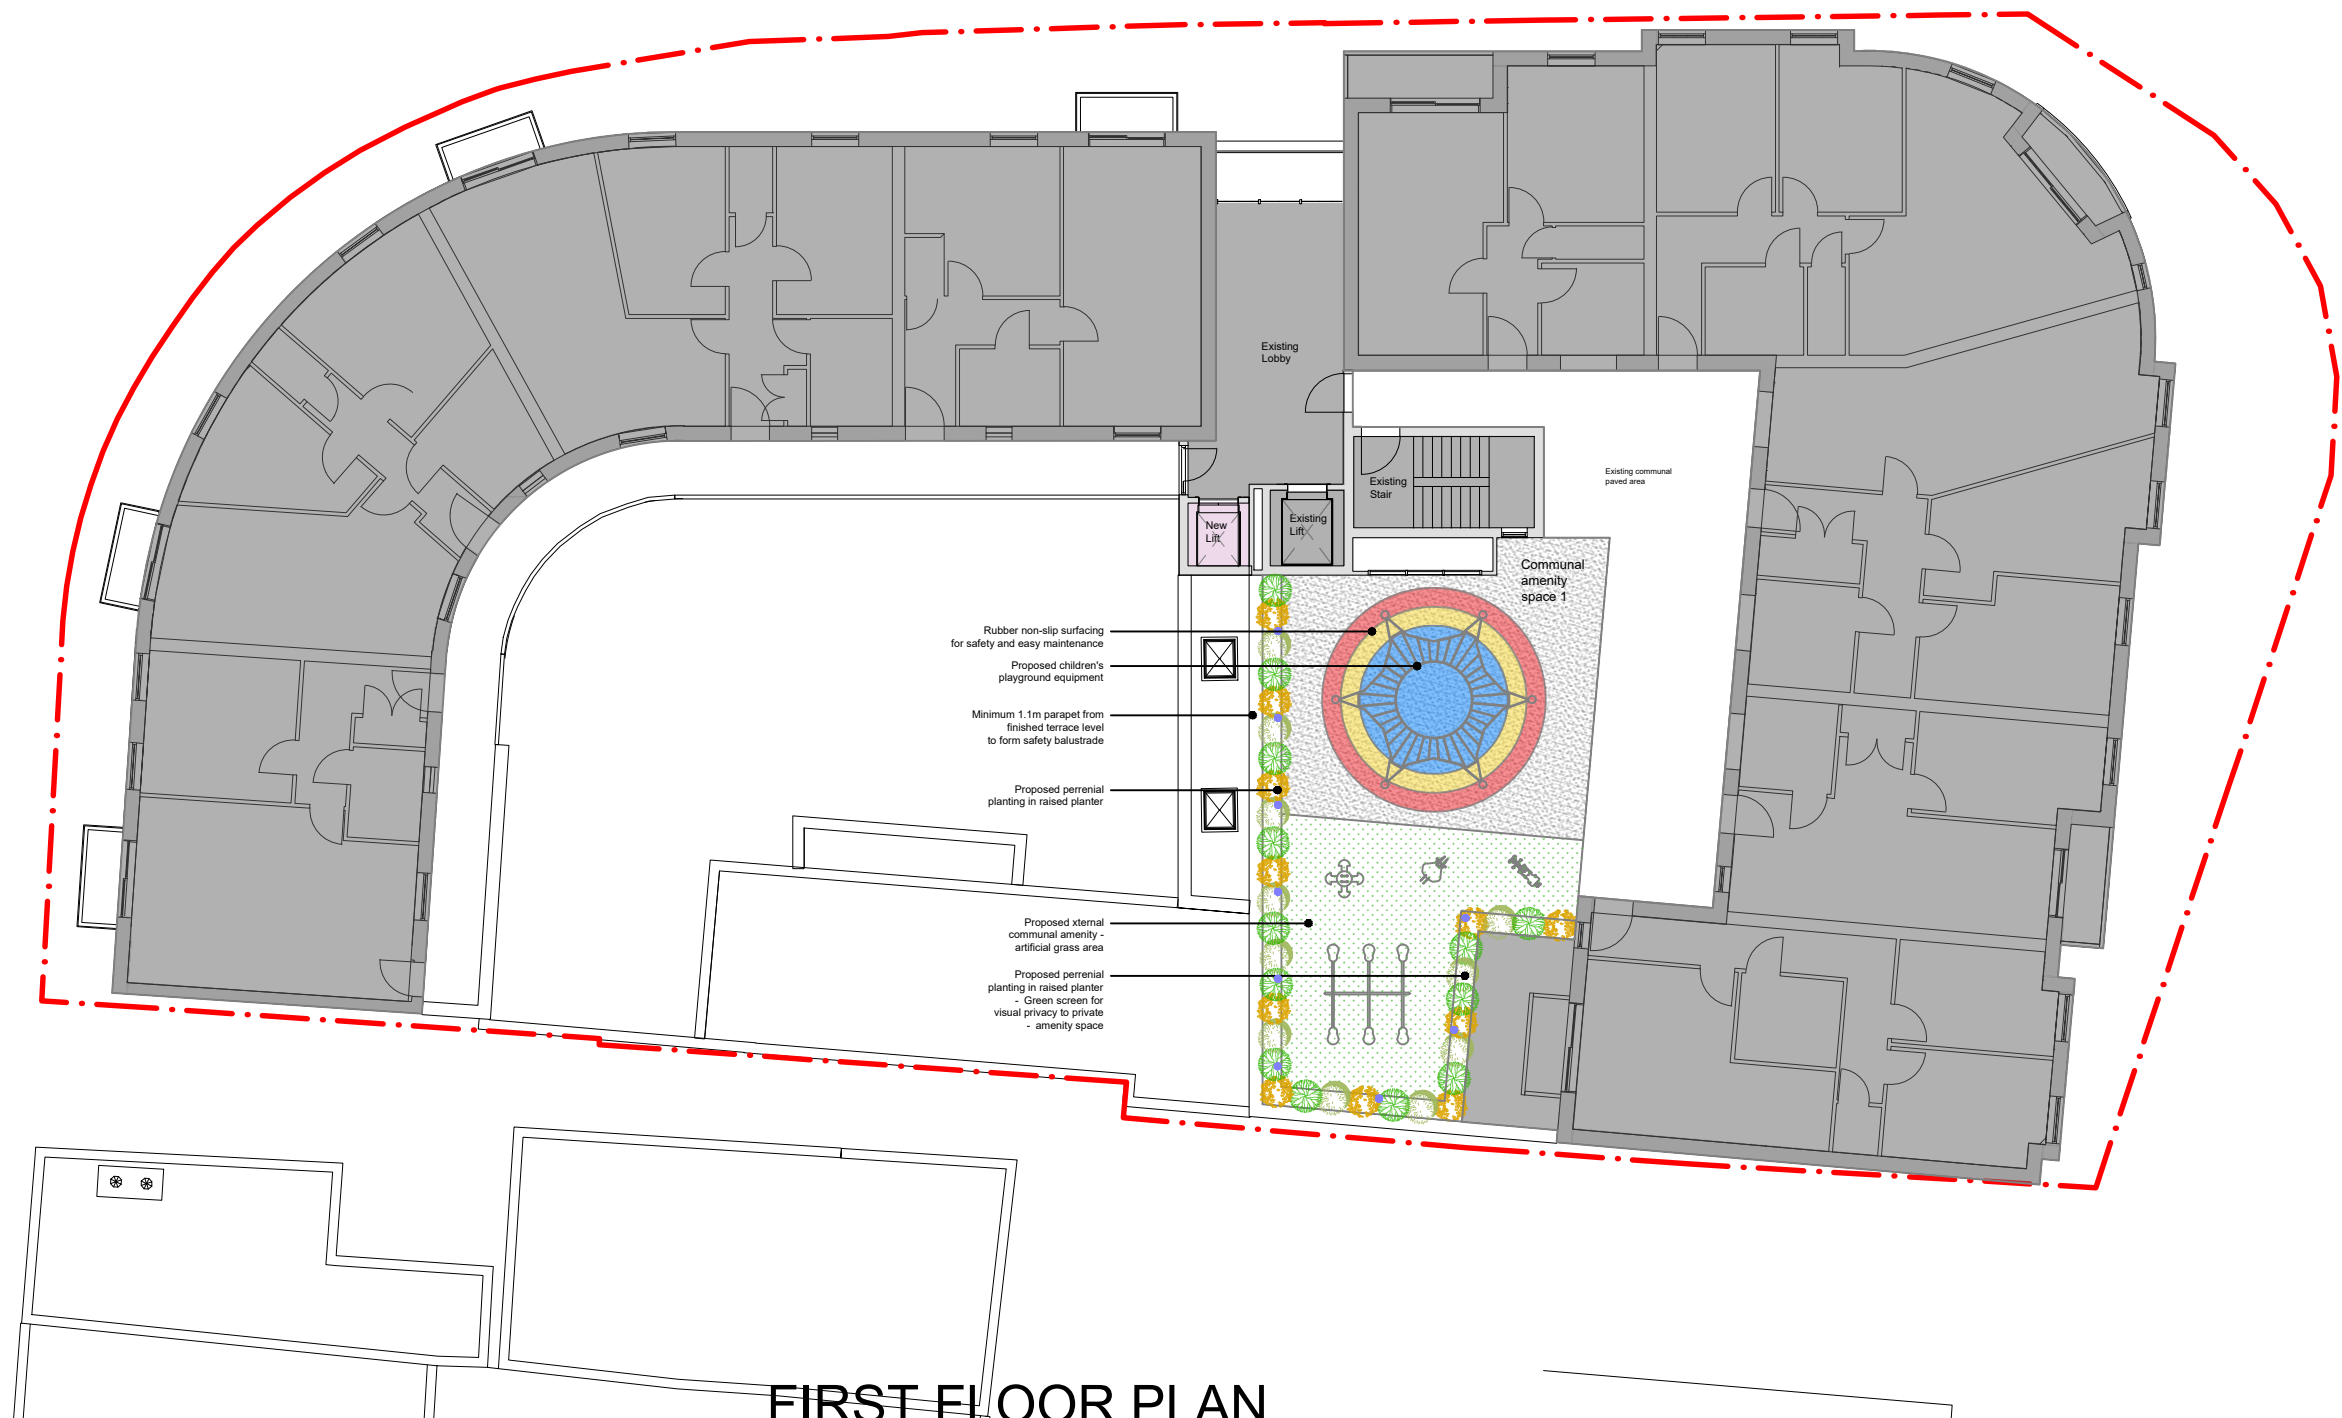 Existing
Lobby
Existing communal
paved area
Existing
Stair
New
Lift
Existing
Lift
Communal
amenity
space 1
Rubber non-slip surfacing
for safety and easy maintenance
Proposed children's
playground equipment
Minimum 1.1m parapet from
finished terrace level
to form safety balustrade
Proposed perrenial
planting in raised planter
Proposed xternal
communal amenity -
artificial grass area
Proposed perrenial
planting in raised planter
- Green screen for
visual privacy to private
- amenity space
FIRST FLOOR PLAN